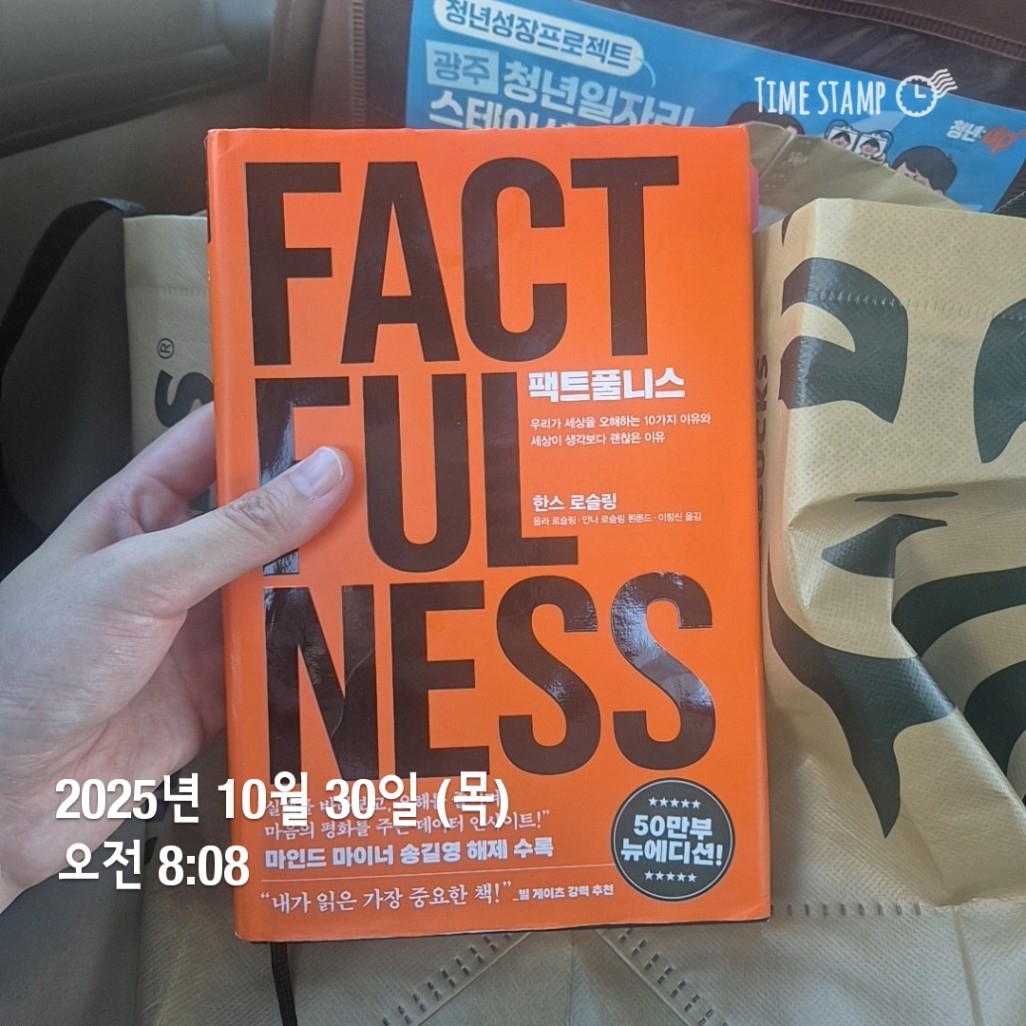 청년성장프로젝트
광주 청년일자리
TIME STAMP
청년 up
FACT
FUL
NESS
팩트풀니스
우리가 세상을 오해하는 10가지 이유와
세상이 생각보다 괜찮은 이유
한스 로슬링
올라 로슬링·안나 로슬링 뢴룬드·이창신 옮김
®
S
UCKS
2025년 10월 30일 (목)
오전 8:08
마음의 평화를 주는 데이터 인사이트!”
마인드 마이너 송길영 해제 수록
“내가 읽은 가장 중요한 책!”_빌 게이츠 강력 추천
★★★★★
50만부
뉴에디션!
★★★★★